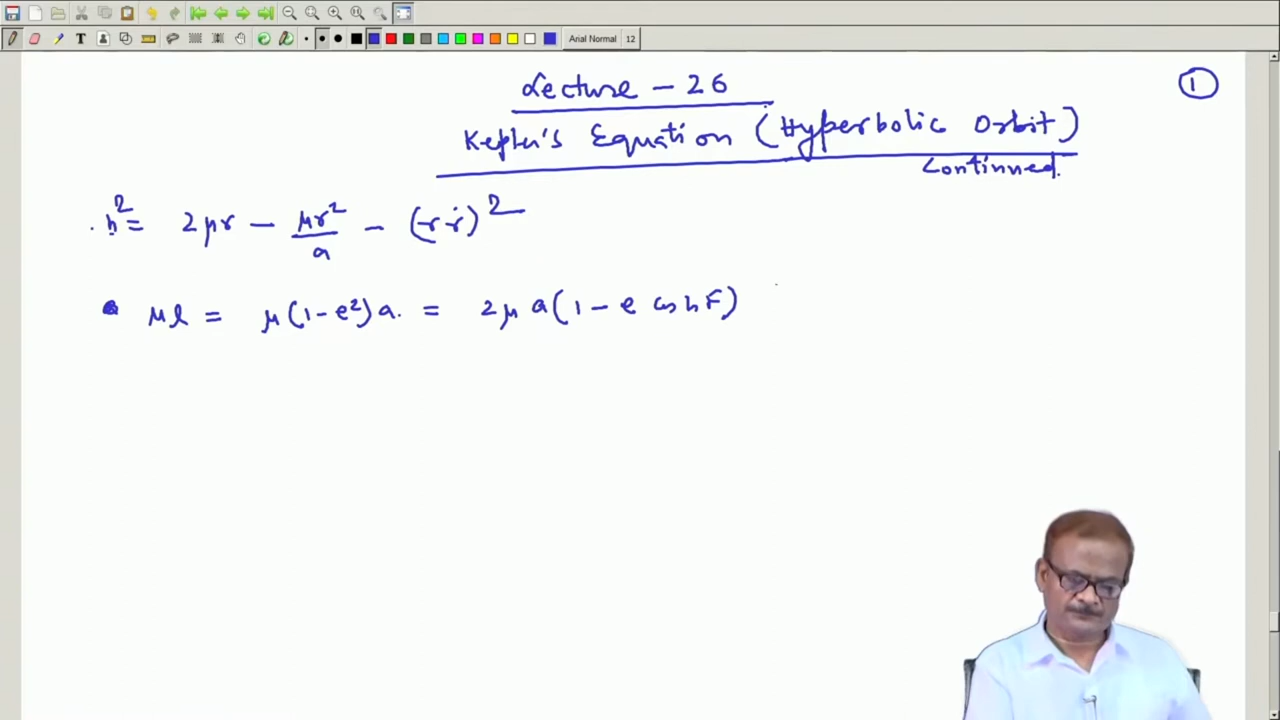 Arial Normal 12
Lecture - 26
①
Kepler's Equation (Hyperbolic Orbit)
Continued.
h² = 2μr - μr²/a - (rṙ)²
μl = μ(1-e²)a. = 2μa(1 - e coshF)